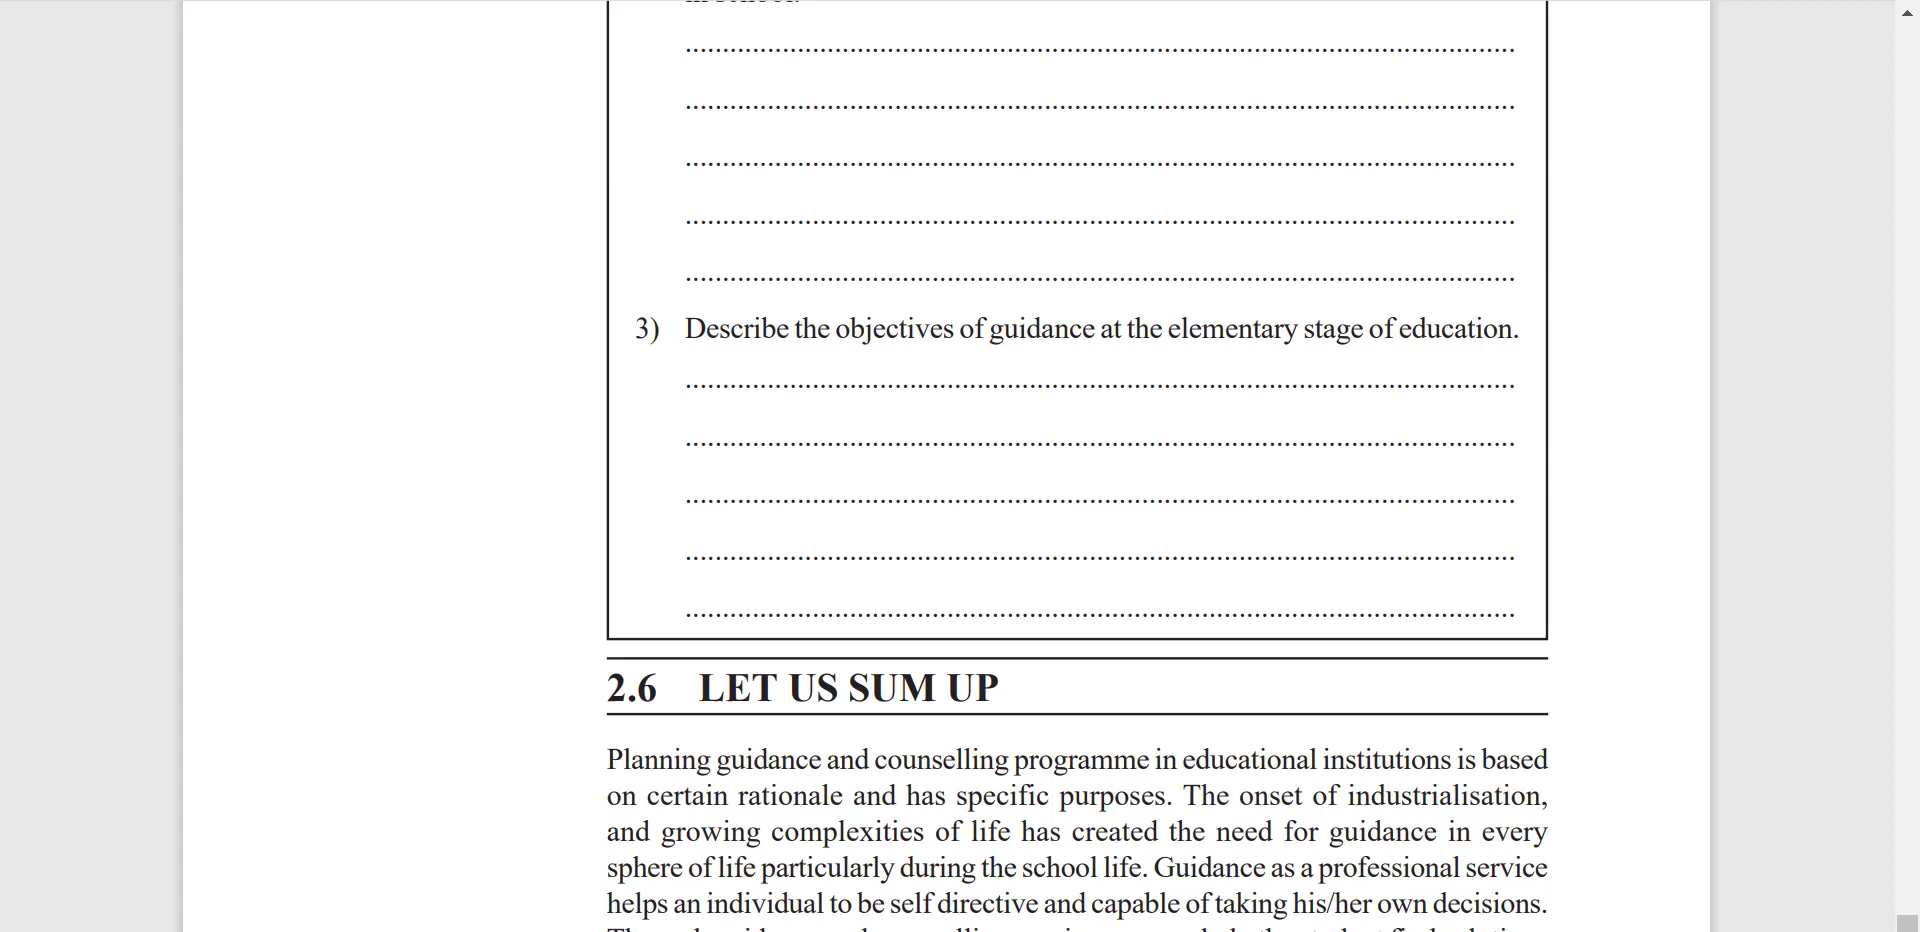 ........................................................................................................................
........................................................................................................................
........................................................................................................................
........................................................................................................................
........................................................................................................................
3) Describe the objectives of guidance at the elementary stage of education.
........................................................................................................................
........................................................................................................................
........................................................................................................................
........................................................................................................................
........................................................................................................................
2.6 LET US SUM UP
Planning guidance and counselling programme in educational institutions is based
on certain rationale and has specific purposes. The onset of industrialisation,
and growing complexities of life has created the need for guidance in every
sphere of life particularly during the school life. Guidance as a professional service
helps an individual to be self directive and capable of taking his/her own decisions.